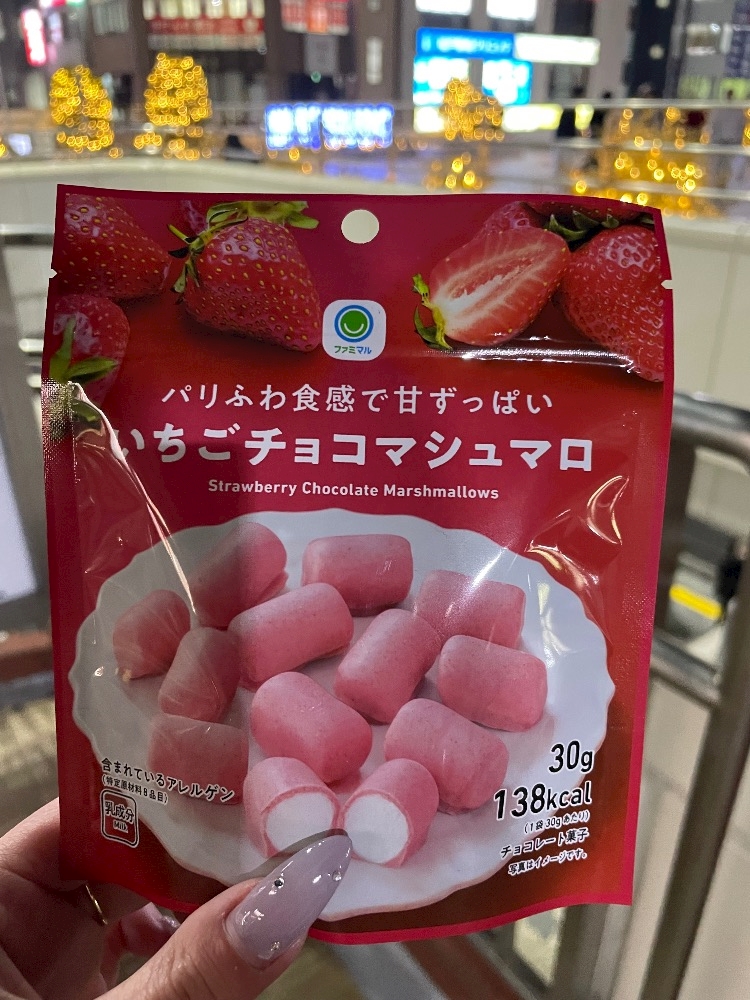 ファミマル
パリふわ食感で甘ずっぱい
いちごチョコマシュマロ
Strawberry Chocolate Marshmallows
含まれているアレルゲン
(特定原材料8品目)
乳成分
Milk
30g
138kcal
(1袋30gあたり)
チョコレート菓子
写真はイメージです。